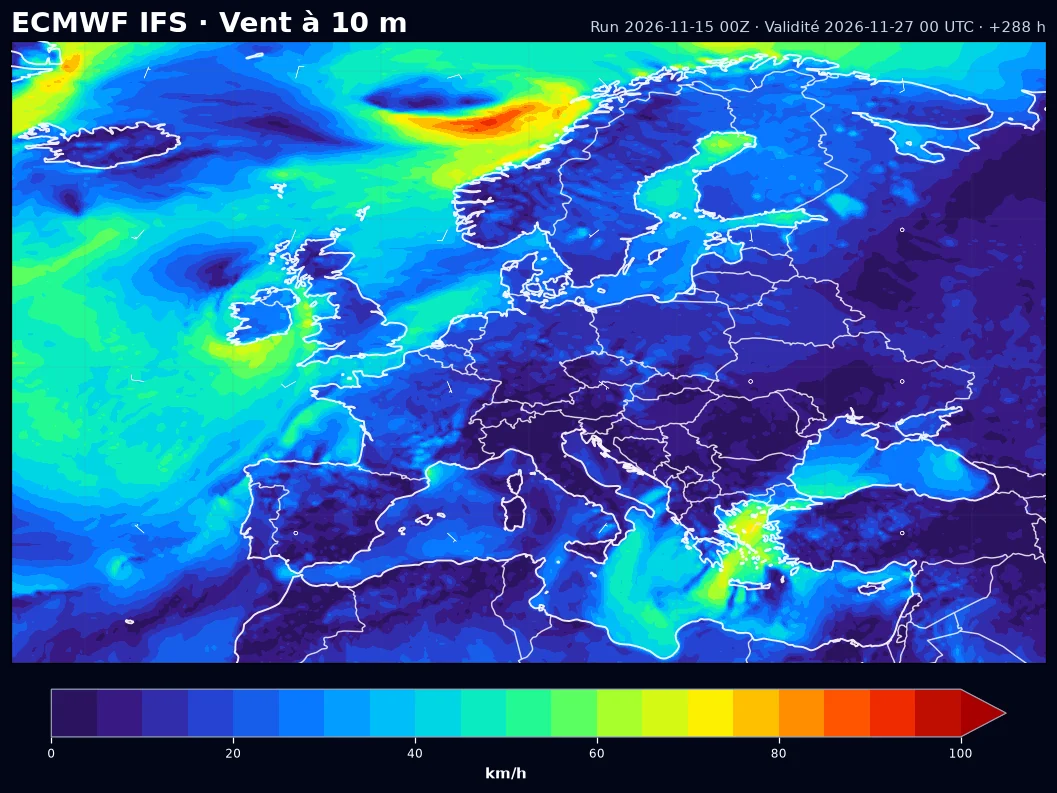 ECMWF IFS · Vent à 10 m
Run 2026-11-15 00Z · Validité 2026-11-27 00 UTC · +288 h
0 20 40 60 80 100
km/h